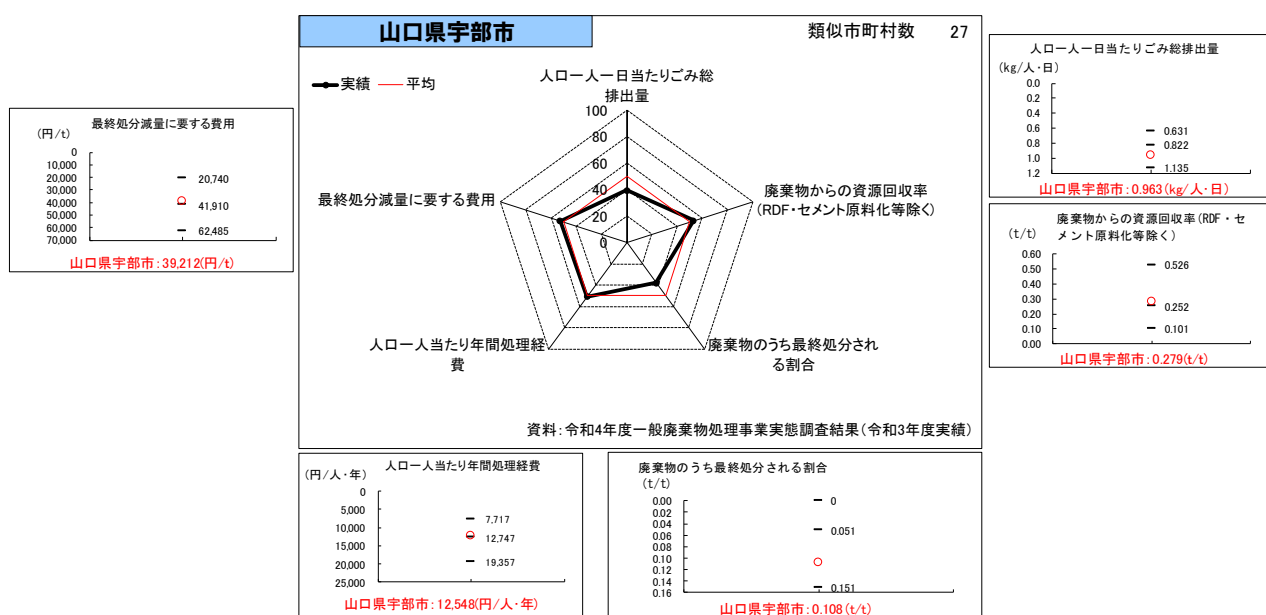 山口県宇部市
類似市町村数 27
実績 平均
人口一人一日当たりごみ総
排出量
100
80
60
40
20
0
廃棄物からの資源回収率
(RDF・セメント原料化等除く)
廃棄物のうち最終処分され
る割合
人口一人当たり年間処理経
費
最終処分減量に要する費用
資料：令和4年度一般廃棄物処理事業実態調査結果(令和3年度実績)
最終処分減量に要する費用
(円/t)
0
10,000
20,000
30,000
40,000
50,000
60,000
70,000
20,740
41,910
62,485
山口県宇部市：39,212(円/t)
人口一人一日当たりごみ総排出量
(kg/人・日)
0.0
0.2
0.4
0.6
0.8
1.0
1.2
0.631
0.822
1.135
山口県宇部市：0.963(kg/人・日)
廃棄物からの資源回収率(RDF・セ
メント原料化等除く)
(t/t)
0.60
0.50
0.40
0.30
0.20
0.10
0.00
0.526
0.252
0.101
山口県宇部市：0.279(t/t)
人口一人当たり年間処理経費
(円/人・年)
0
5,000
10,000
15,000
20,000
25,000
7,717
12,747
19,357
山口県宇部市：12,548(円/人・年)
廃棄物のうち最終処分される割合
(t/t)
0.00
0.02
0.04
0.06
0.08
0.10
0.12
0.14
0.16
0
0.051
0.151
山口県宇部市：0.108(t/t)